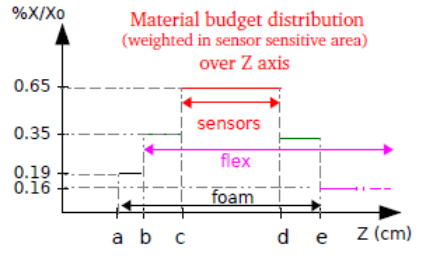 %X/Xo
Material budget distribution
(weighted in sensor sensitive area)
over Z axis
0.65
sensors
0.35
flex
0.19
0.16
foam
a b c d e Z (cm)